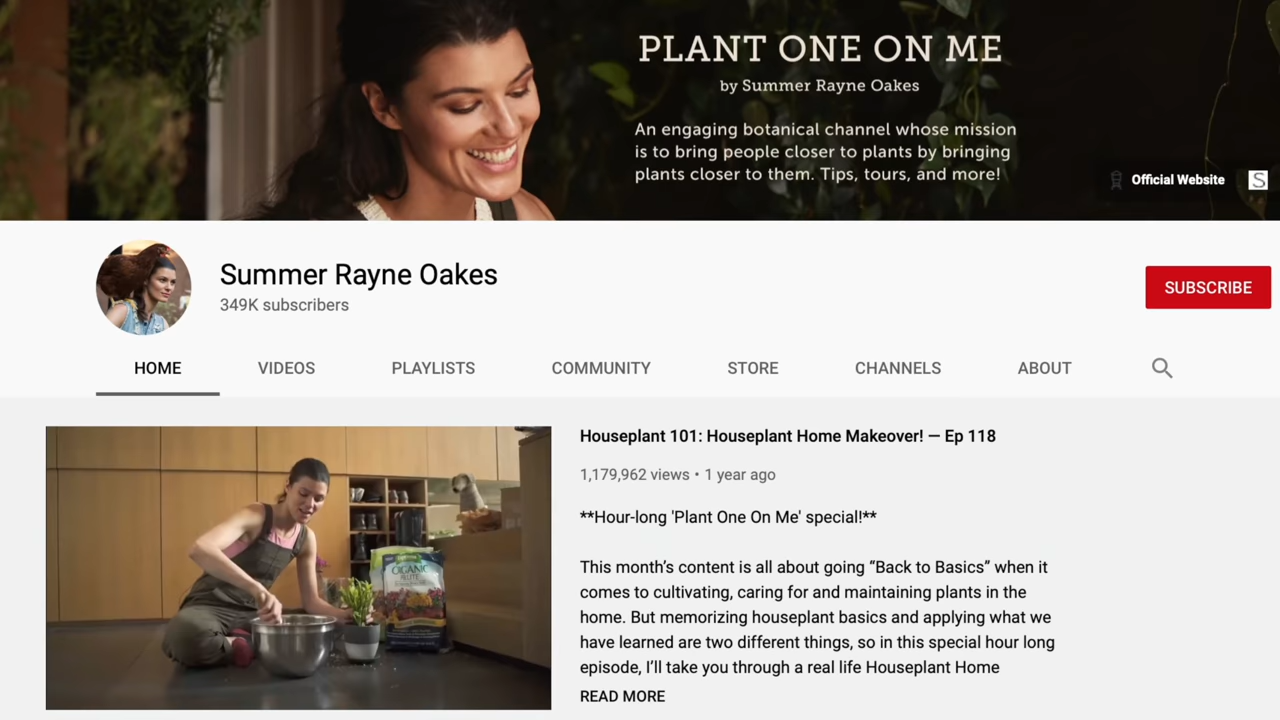 PLANT ONE ON ME
by Summer Rayne Oakes
An engaging botanical channel whose mission
is to bring people closer to plants by bringing
plants closer to them. Tips, tours, and more!
Official Website
S
Summer Rayne Oakes
349K subscribers
SUBSCRIBE
HOME VIDEOS PLAYLISTS COMMUNITY STORE CHANNELS ABOUT
Houseplant 101: Houseplant Home Makeover! — Ep 118
1,179,962 views • 1 year ago
**Hour-long 'Plant One On Me' special!**
This month’s content is all about going “Back to Basics” when it
comes to cultivating, caring for and maintaining plants in the
home. But memorizing houseplant basics and applying what we
have learned are two different things, so in this special hour long
episode, I’ll take you through a real life Houseplant Home
READ MORE
ORGANIC